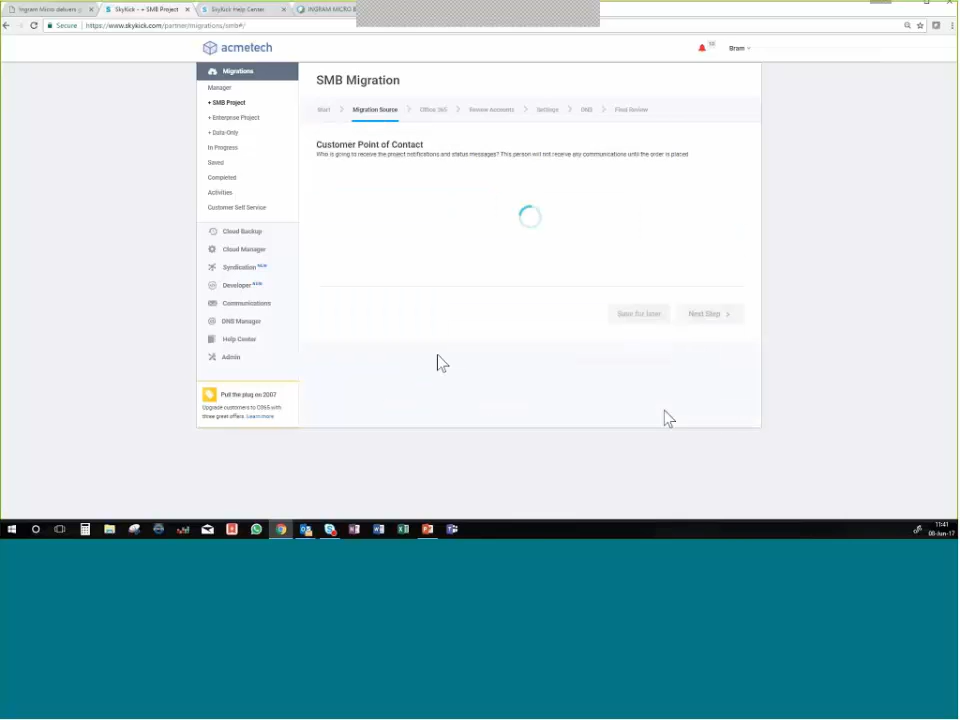 Ingram Micro delivers
SkyKick - + SMB Project
SkyKick Help Center
INGRAM MICRO
Secure
https://www.skykick.com/partner/migrations/smb#/
acmetech
Bram
Migrations
Manager
+ SMB Project
+ Enterprise Project
+ Data-Only
In Progress
Saved
Completed
Activities
Customer Self Service
Cloud Backup
Cloud Manager
Syndication NEW
Developer NEW
Communications
DNS Manager
Help Center
Admin
Pull the plug on 2007
Upgrade customers to O365 with
three great offers. Learn more
SMB Migration
Start
Migration Source
Office 365
Review Accounts
Settings
DNS
Final Review
Customer Point of Contact
Who is going to receive the project notifications and status messages? This person will not receive any communications until the order is placed
Save for later
Next Step
11:41
08-Jun-17